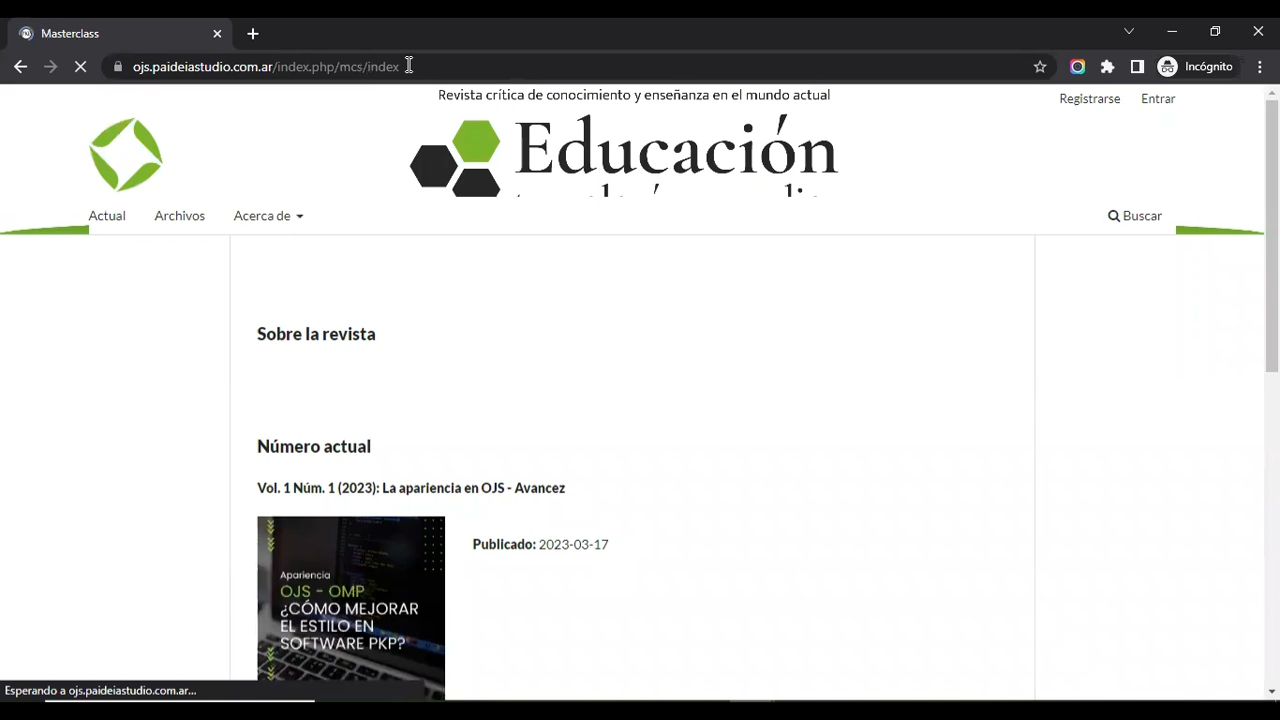 Masterclass
ojs.paideiastudio.com.ar/index.php/mcs/index
Incógnito
Revista crítica de conocimiento y enseñanza en el mundo actual
Registrarse Entrar
Educación
Actual Archivos Acerca de
Buscar
Sobre la revista
Número actual
Vol. 1 Núm. 1 (2023): La apariencia en OJS - Avancez
Publicado: 2023-03-17
Apariencia
OJS - OMP
¿CÓMO MEJORAR
EL ESTILO EN
SOFTWARE PKP?
Esperando a ojs.paideiastudio.com.ar...